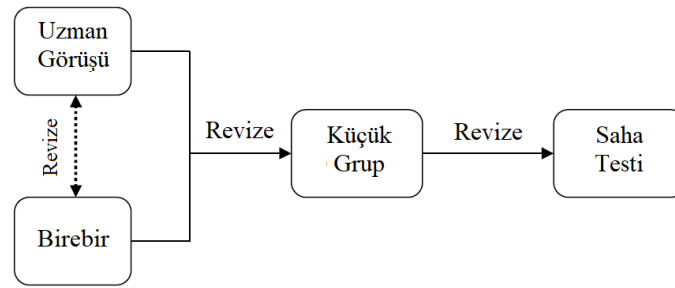 Uzman
Görüşü
Revize
Birebir
Revize
Küçük
Grup
Revize
Saha
Testi